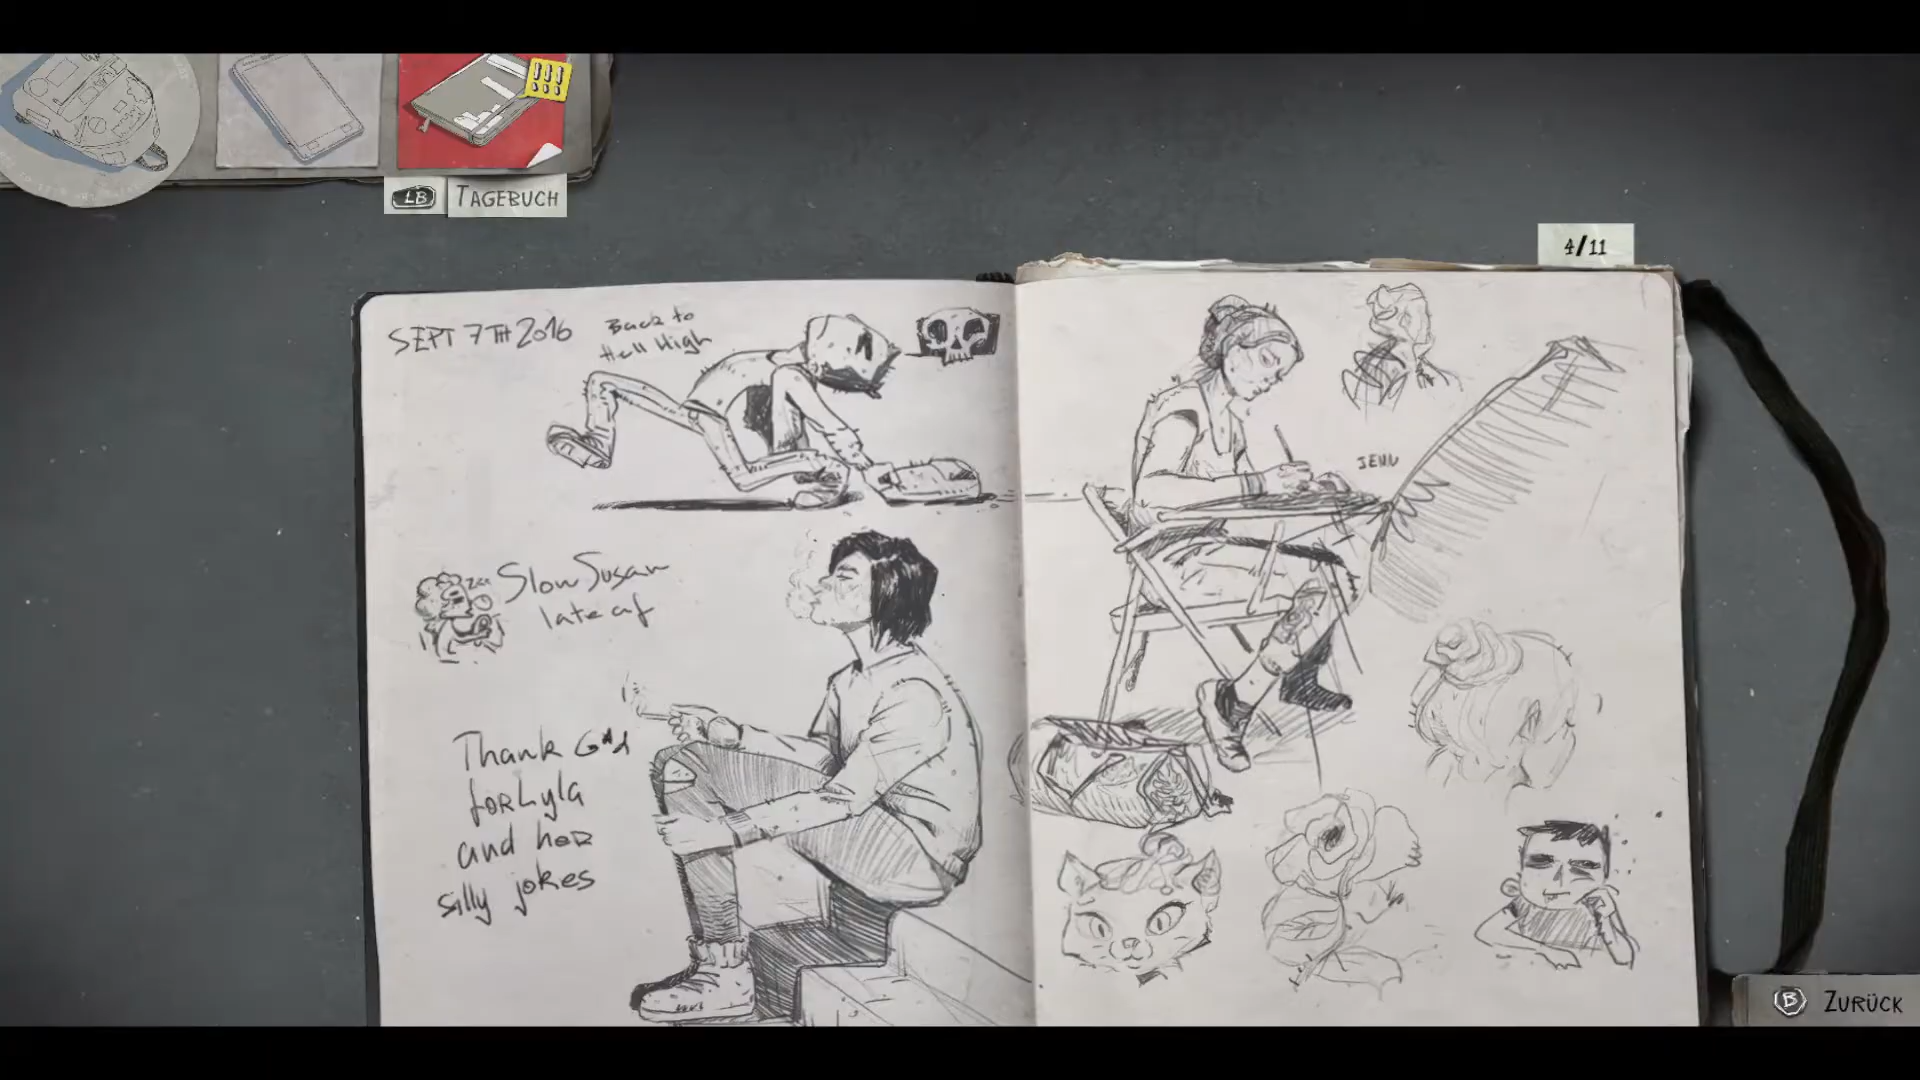 LB TAGEBUCH
4/11
SEPT 7TH 2016
Back to
Hell High
JENN
Slow Susan
late af
Thank G*d
for Lyla
and her
silly jokes
B ZURÜCK